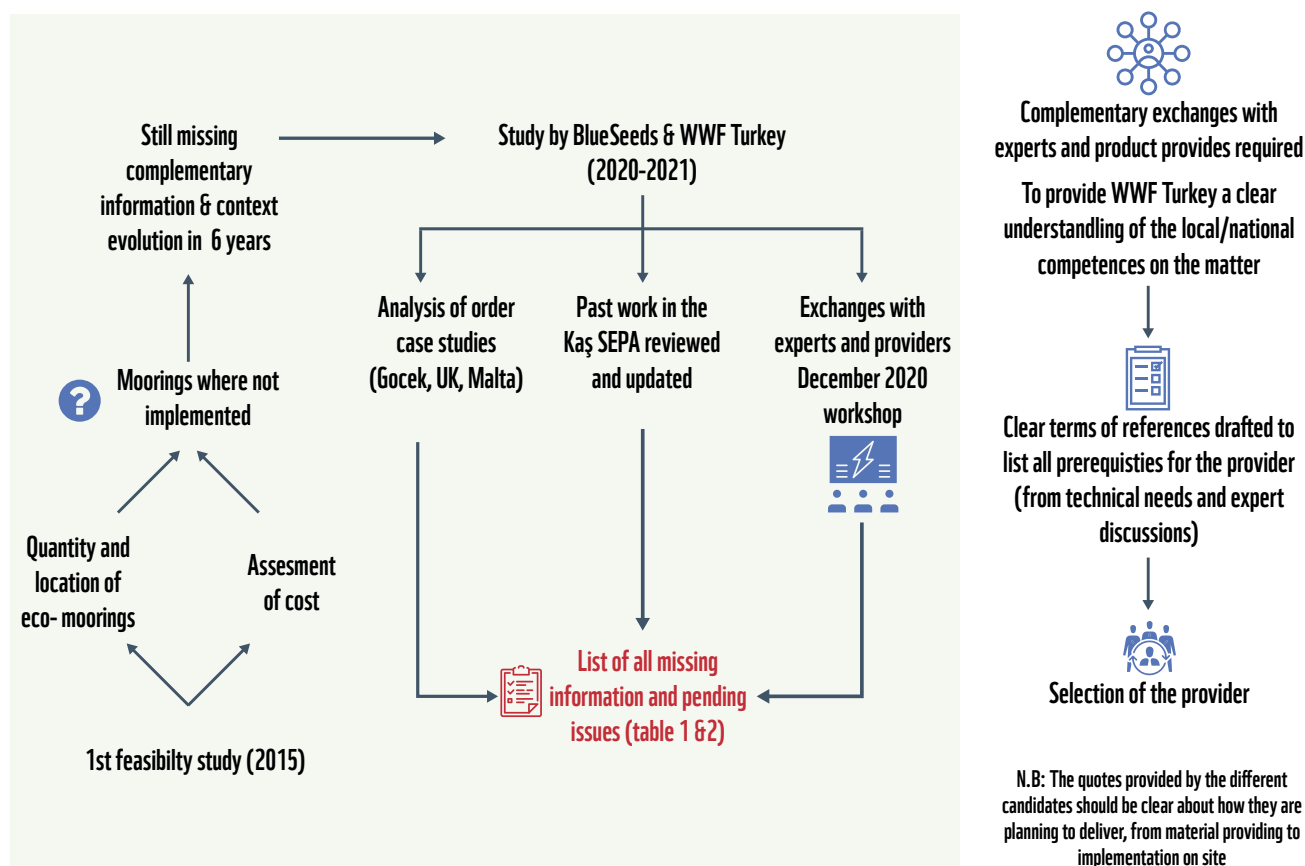 Still missing
complementary
information & context
evolution in 6 years
Study by BlueSeeds & WWF Turkey
(2020-2021)
Analysis of order
case studies
(Gocek, UK, Malta)
Past work in the
Kaş SEPA reviewed
and updated
Exchanges with
experts and providers
December 2020
workshop
?
Moorings where not
implemented
Quantity and
location of
eco- moorings
Assesment
of cost
1st feasibilty study (2015)
List of all missing
information and pending
issues (table 1 &2)
Complementary exchanges with
experts and product provides required
To provide WWF Turkey a clear
understanding of the local/national
competences on the matter
Clear terms of references drafted to
list all prerequisties for the provider
(from technical needs and expert
discussions)
Selection of the provider
N.B: The quotes provided by the different
candidates should be clear about how they are
planning to deliver, from material providing to
implementation on site